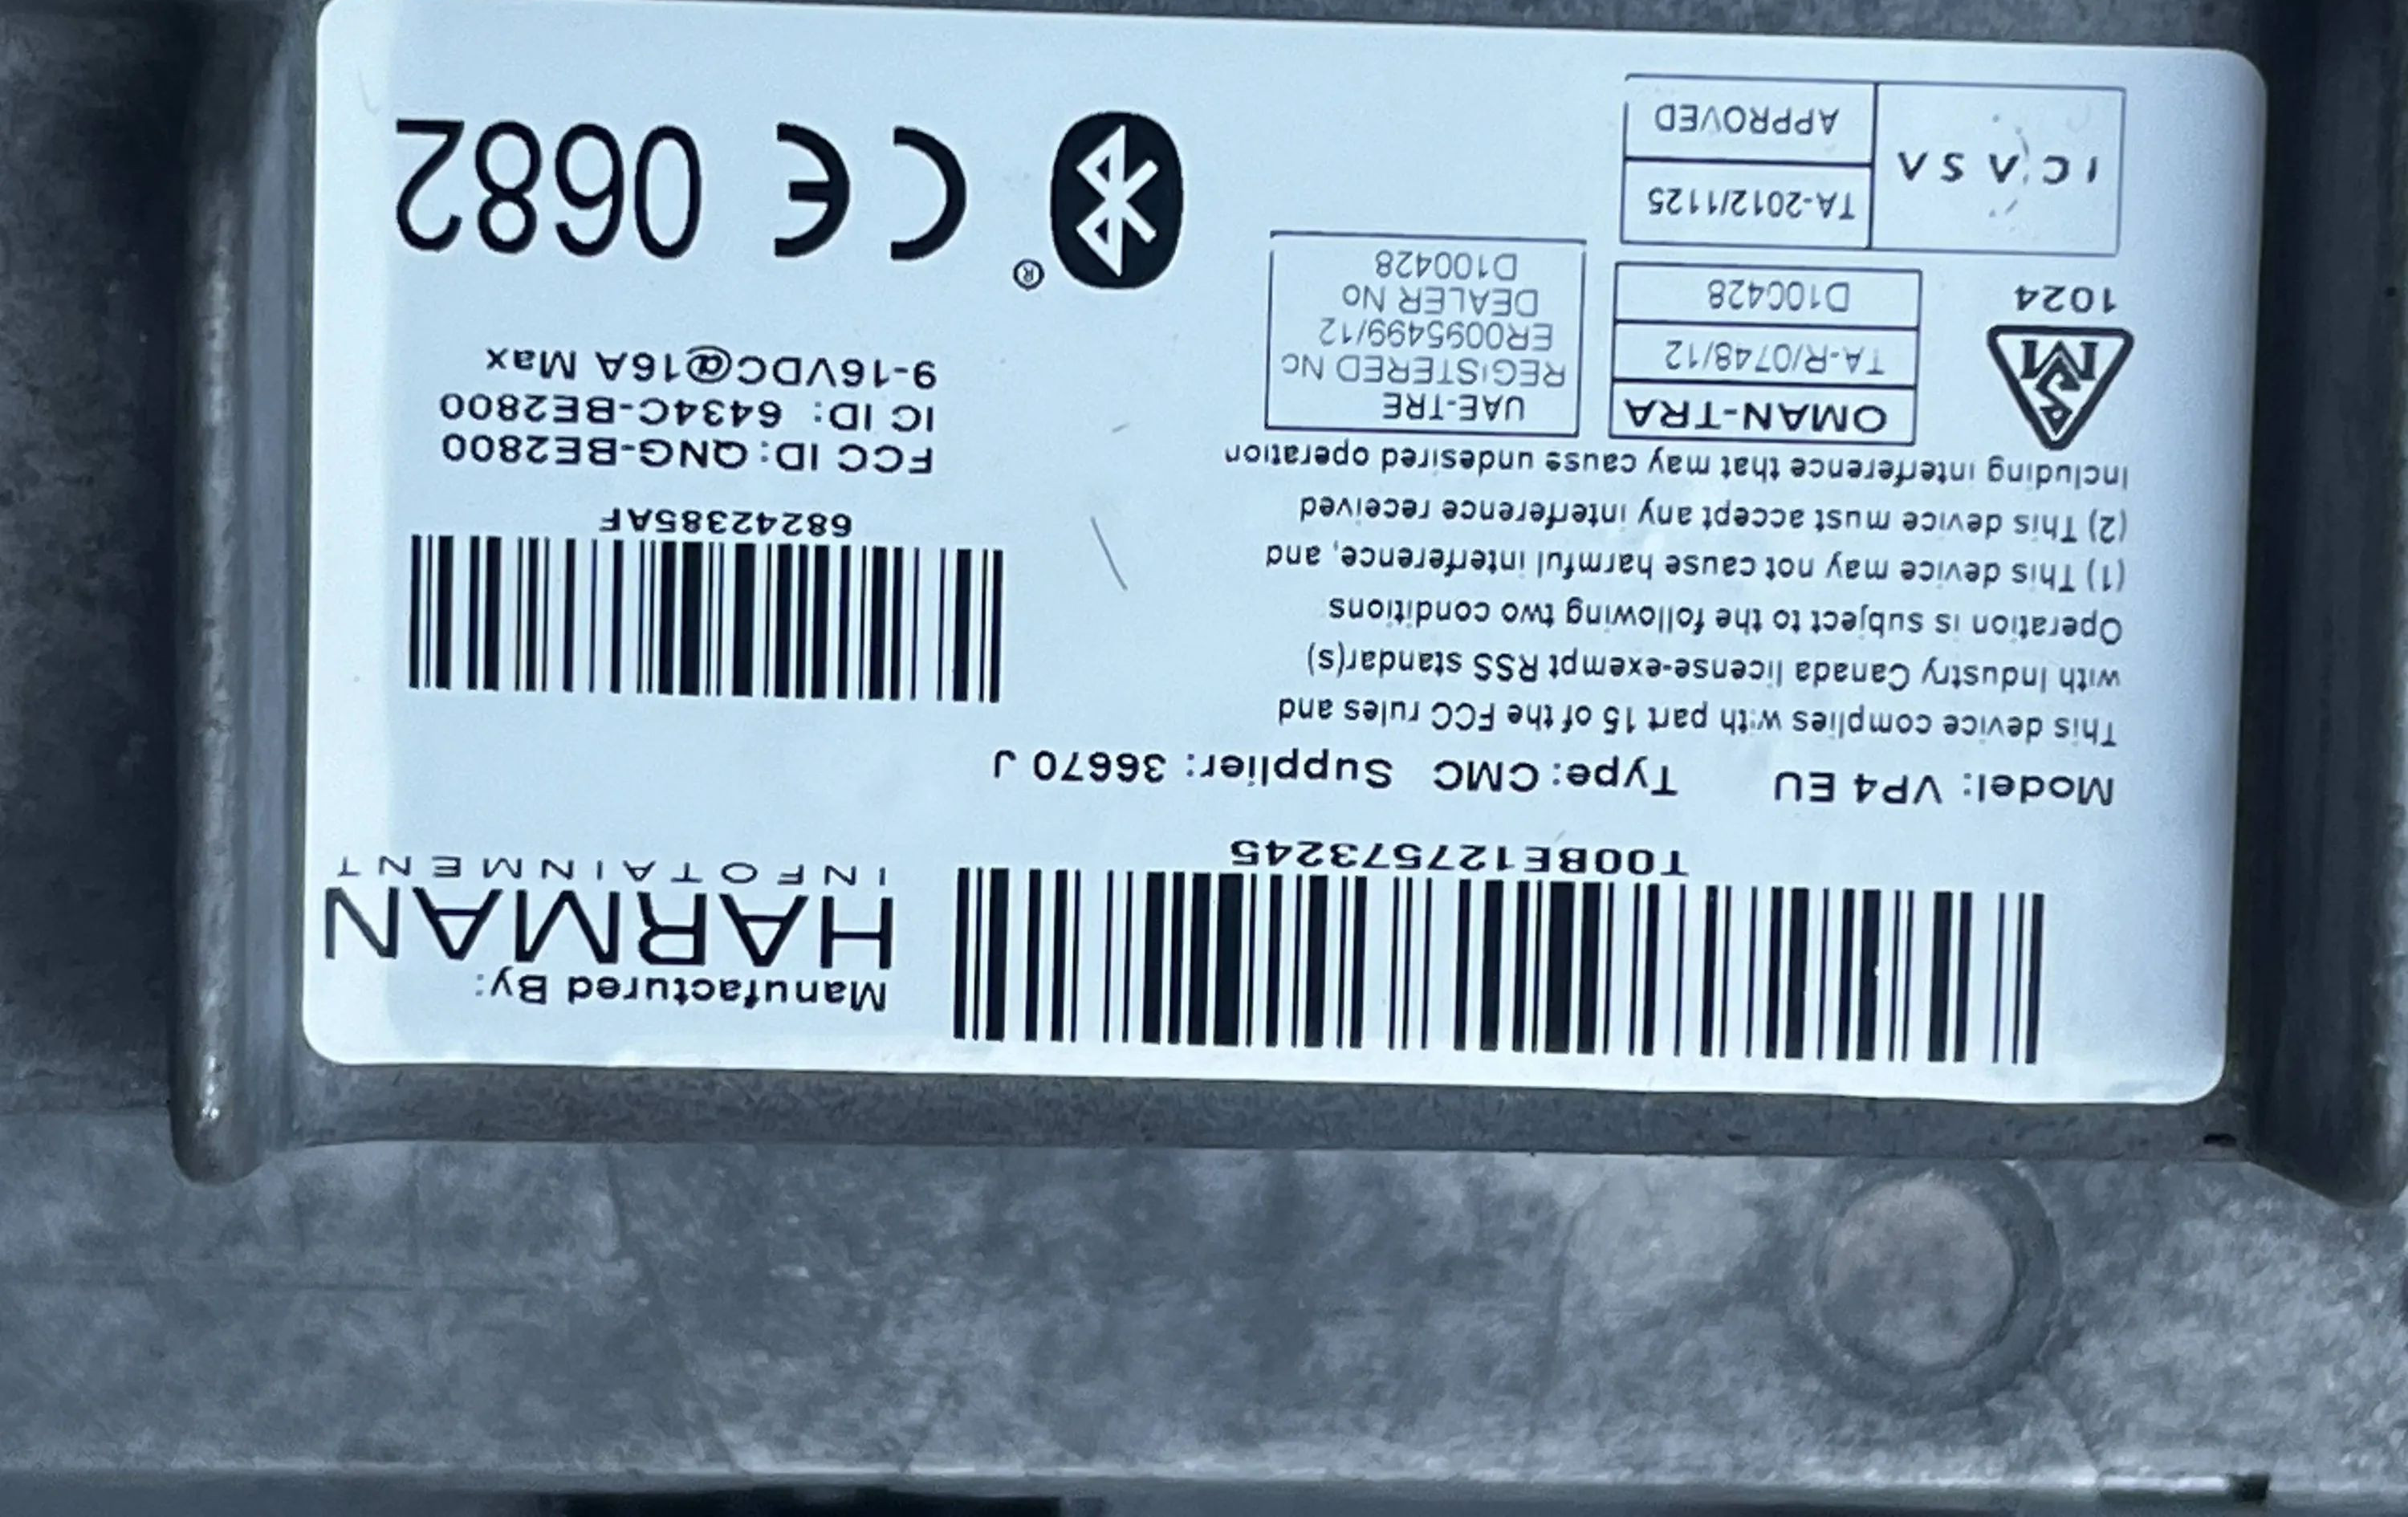 T00BE127573245
Manufactured By:
HARMAN
INFOTAINMENT
Model: VP4 EU Type: CMC Supplier: 36670 J
This device complies with part 15 of the FCC rules and
with Industry Canada license-exempt RSS standar(s)
Operation is subject to the following two conditions
(1) This device may not cause harmful interference, and
(2) This device must accept any interference received
Including interference that may cause undesired operation
68242385AF
FCC ID: QNG-BE2800
IC ID: 6434C-BE2800
9-16VDC@16A Max
SM
1024
OMAN-TRA
TA-R/0748/12
D100428
UAE-TRE
REGISTERED No
ER0095499/12
DEALER No
D100428
ICASA
TA-2012/1125
APPROVED
®
CE 0682